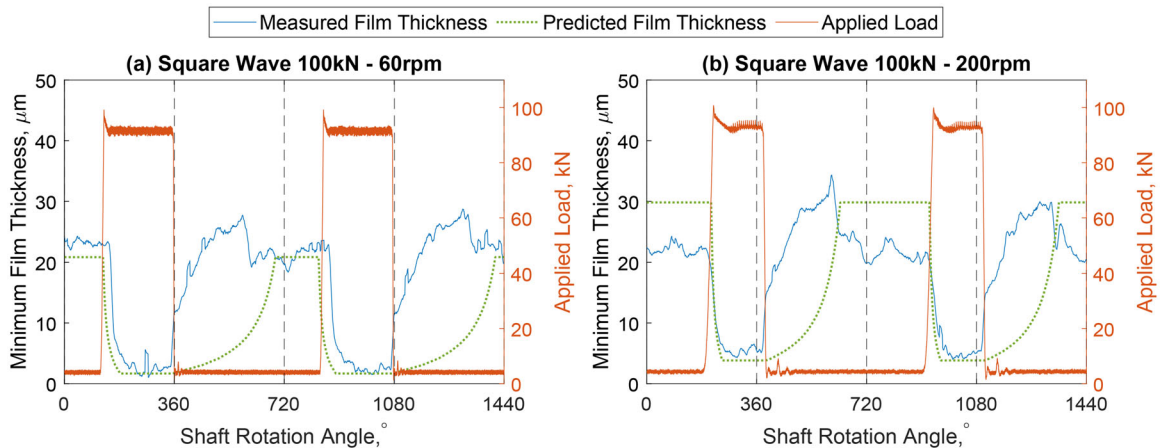 Measured Film Thickness Predicted Film Thickness Applied Load
(a) Square Wave 100kN - 60rpm
50
40
30
20
10
0
Minimum Film Thickness, μm
100
80
60
40
20
0
Applied Load, kN
0 360 720 1080 1440
Shaft Rotation Angle,°
(b) Square Wave 100kN - 200rpm
50
40
30
20
10
0
Minimum Film Thickness, μm
100
80
60
40
20
0
Applied Load, kN
0 360 720 1080 1440
Shaft Rotation Angle,°